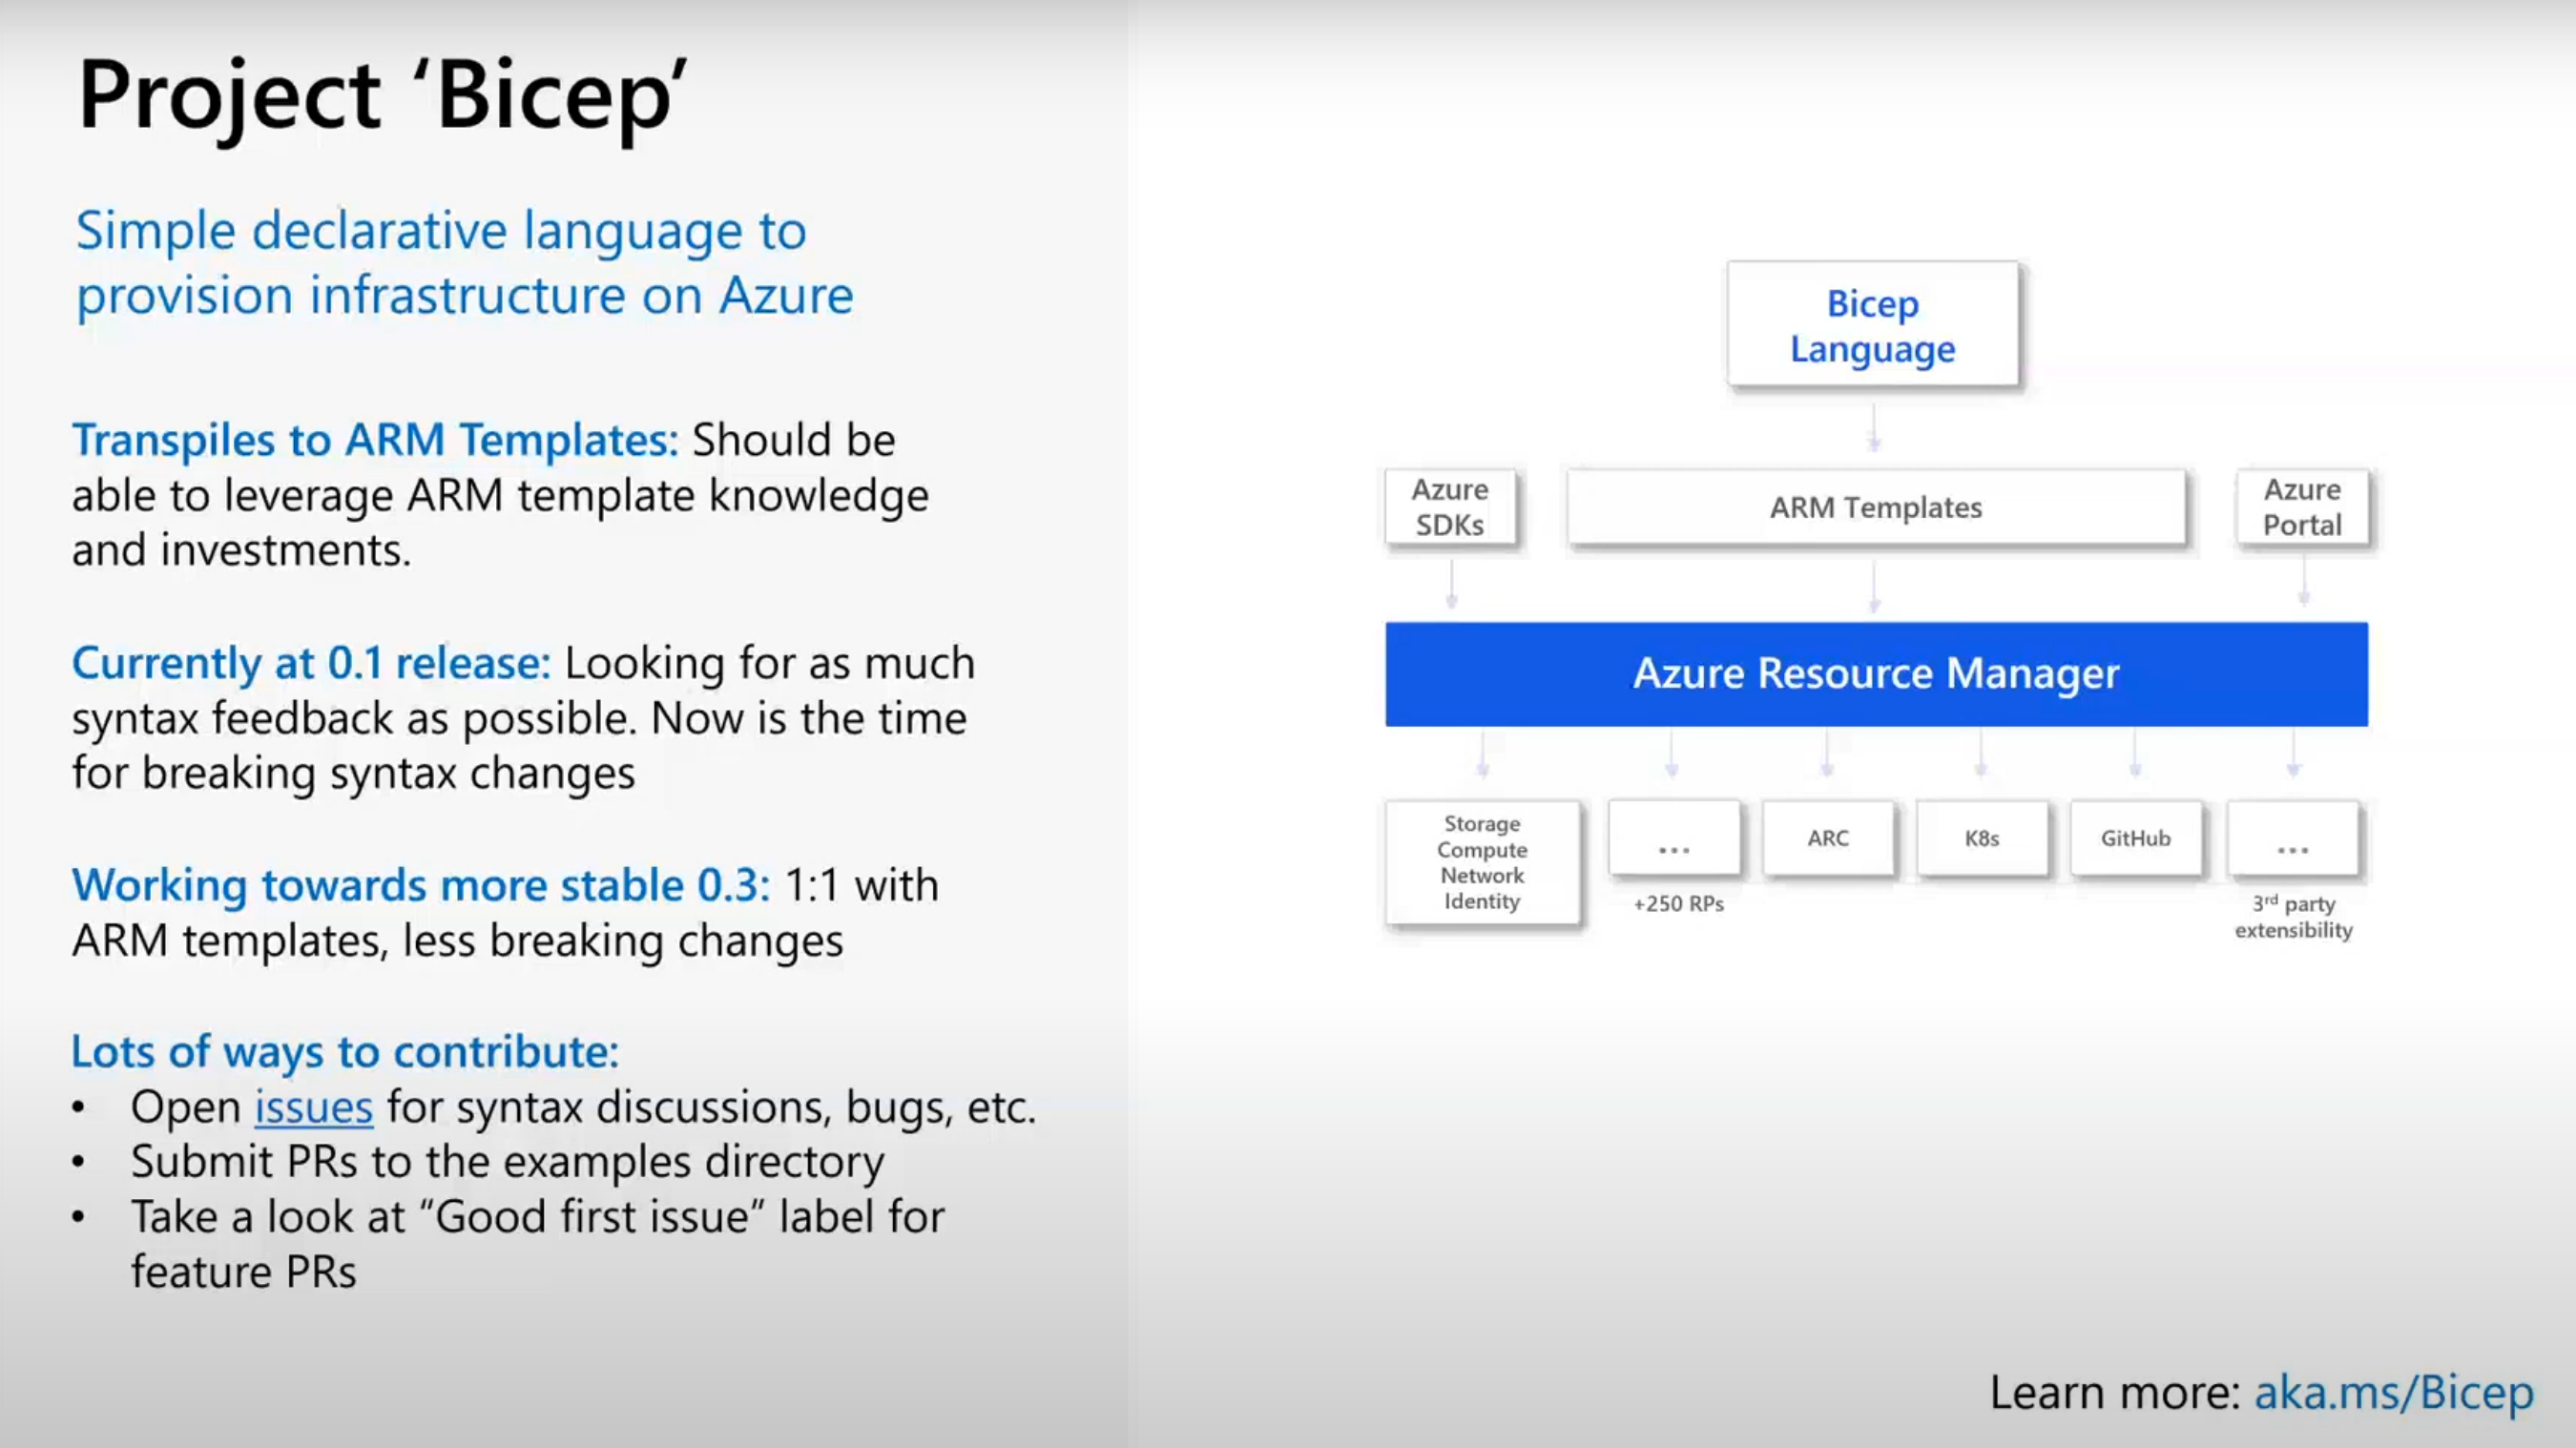 Project ‘Bicep’
Simple declarative language to
provision infrastructure on Azure
Transpiles to ARM Templates: Should be
able to leverage ARM template knowledge
and investments.
Currently at 0.1 release: Looking for as much
syntax feedback as possible. Now is the time
for breaking syntax changes
Working towards more stable 0.3: 1:1 with
ARM templates, less breaking changes
Lots of ways to contribute:
• Open issues for syntax discussions, bugs, etc.
• Submit PRs to the examples directory
• Take a look at “Good first issue” label for
feature PRs
Bicep
Language
Azure
SDKs
ARM Templates
Azure
Portal
Azure Resource Manager
Storage
Compute
Network
Identity
...
+250 RPs
ARC
K8s
GitHub
...
3rd party
extensibility
Learn more: aka.ms/Bicep